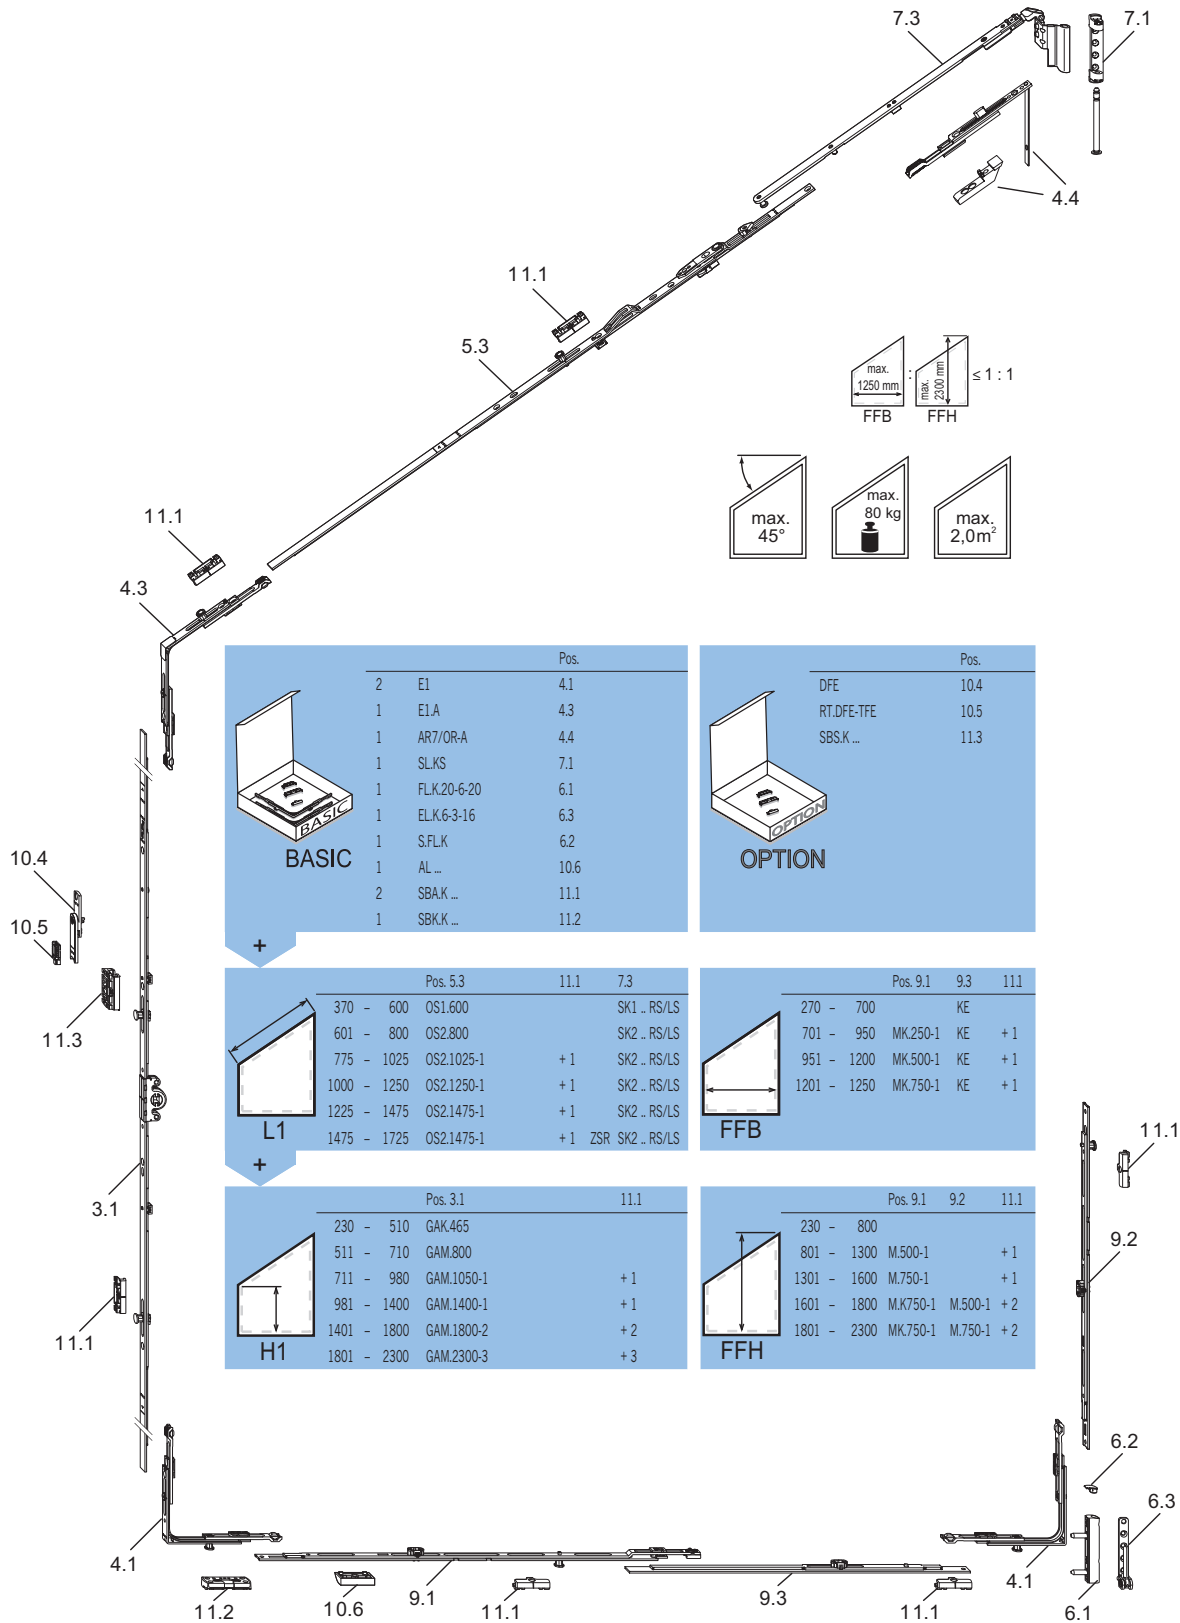 7.3
7.1
4.4
11.1
5.3
max.
1250 mm
FFB
:
max.
2300 mm
FFH
≤ 1 : 1
max.
45°
max.
80 kg
max.
2,0m²
11.1
4.3
Pos.
2 E1 4.1
1 E1.A 4.3
1 AR7/OR-A 4.4
1 SL.KS 7.1
1 FL.K.20-6-20 6.1
1 EL.K.6-3-16 6.3
1 S.FL.K 6.2
1 AL ... 10.6
2 SBA.K ... 11.1
1 SBK.K ... 11.2
BASIC
BASIC
+
Pos.
DFE 10.4
RT.DFE-TFE 10.5
SBS.K ... 11.3
OPTION
OPTION
10.4
10.5
11.3
3.1
11.1
Pos. 5.3 11.1 7.3
370 – 600 OS1.600 SK1 .. RS/LS
601 – 800 OS2.800 SK2 .. RS/LS
775 – 1025 OS2.1025-1 + 1 SK2 .. RS/LS
1000 – 1250 OS2.1250-1 + 1 SK2 .. RS/LS
1225 – 1475 OS2.1475-1 + 1 SK2 .. RS/LS
1475 – 1725 OS2.1475-1 + 1 ZSR SK2 .. RS/LS
L1
+
Pos. 9.1 9.3 11.1
270 – 700 KE
701 – 950 MK.250-1 KE + 1
951 – 1200 MK.500-1 KE + 1
1201 – 1250 MK.750-1 KE + 1
FFB
Pos. 3.1 11.1
230 – 510 GAK.465
511 – 710 GAM.800
711 – 980 GAM.1050-1 + 1
981 – 1400 GAM.1400-1 + 1
1401 – 1800 GAM.1800-2 + 2
1801 – 2300 GAM.2300-3 + 3
H1
Pos. 9.1 9.2 11.1
230 – 800
801 – 1300 M.500-1 + 1
1301 – 1600 M.750-1 + 1
1601 – 1800 M.K750-1 M.500-1 + 2
1801 – 2300 MK.750-1 M.750-1 + 2
FFH
11.1
9.2
6.2
6.3
4.1
11.2
10.6
9.1
11.1
9.3
11.1
4.1
6.1